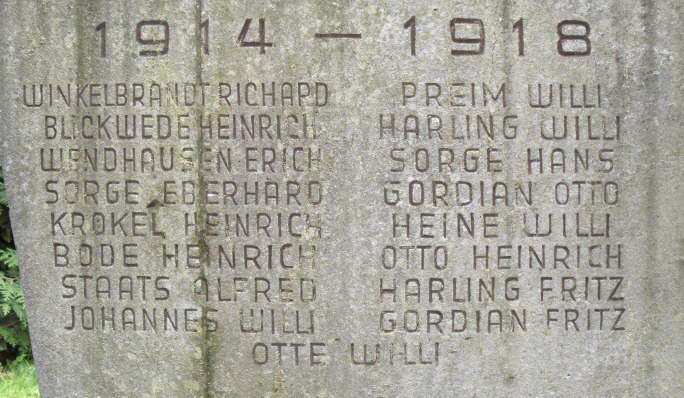 1914 – 1918
WINKELBRANDT RICHARD PREIM WILLI
BLICKWEDE HEINRICH HARLING WILLI
WENDHAUSEN ERICH SORGE HANS
SORGE EBERHARD GORDIAN OTTO
KROKEL HEINRICH HEINE WILLI
BODE HEINRICH OTTO HEINRICH
STAATS ALFRED HARLING FRITZ
JOHANNES WILLI GORDIAN FRITZ
OTTE WILLI